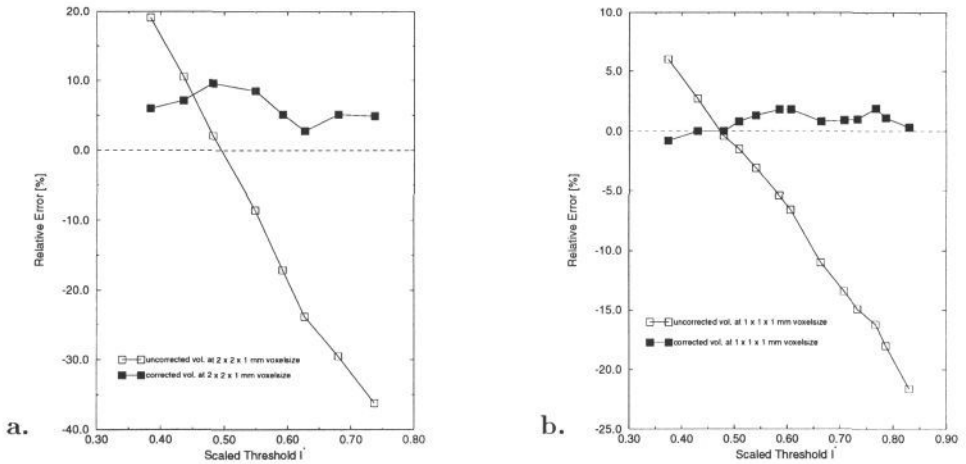 20.0
10.0
0.0
-10.0
-20.0
-30.0
-40.0
Relative Error [%]
uncorrected vol. at 2 x 2 x 1 mm voxelsize
corrected vol. at 2 x 2 x 1 mm voxelsize
0.30 0.40 0.50 0.60 0.70 0.80
Scaled Threshold I*
a.
10.0
5.0
0.0
-5.0
-10.0
-15.0
-20.0
-25.0
Relative Error [%]
uncorrected vol. at 1 x 1 x 1 mm voxelsize
corrected vol. at 1 x 1 x 1 mm voxelsize
0.30 0.40 0.50 0.60 0.70 0.80 0.90
Scaled Threshold I*
b.